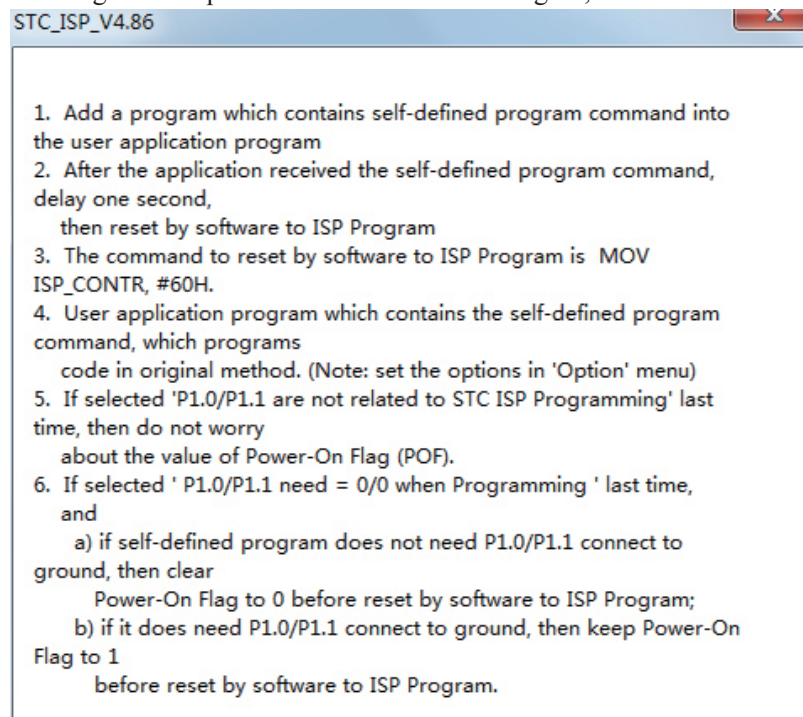 STC_ISP_V4.86
1. Add a program which contains self-defined program command into
the user application program
2. After the application received the self-defined program command,
delay one second,
then reset by software to ISP Program
3. The command to reset by software to ISP Program is MOV
ISP_CONTR, #60H.
4. User application program which contains the self-defined program
command, which programs
code in original method. (Note: set the options in 'Option' menu)
5. If selected 'P1.0/P1.1 are not related to STC ISP Programming' last
time, then do not worry
about the value of Power-On Flag (POF).
6. If selected ' P1.0/P1.1 need = 0/0 when Programming ' last time,
and
a) if self-defined program does not need P1.0/P1.1 connect to
ground, then clear
Power-On Flag to 0 before reset by software to ISP Program;
b) if it does need P1.0/P1.1 connect to ground, then keep Power-On
Flag to 1
before reset by software to ISP Program.